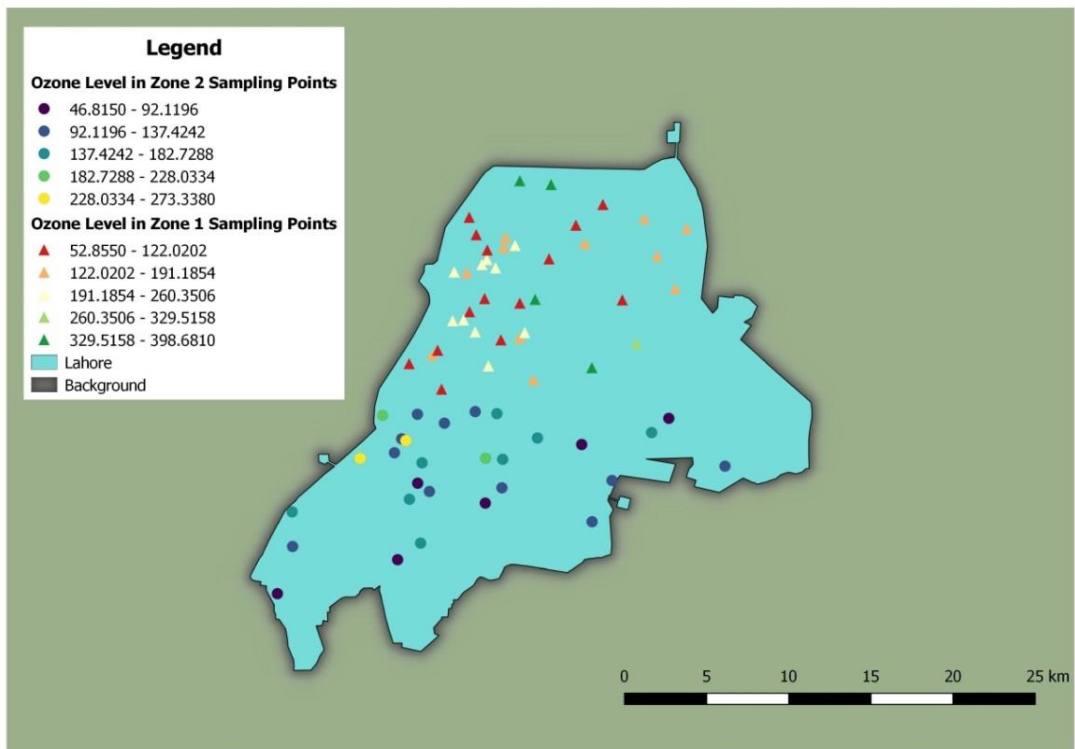 Legend
Ozone Level in Zone 2 Sampling Points
46.8150 - 92.1196
92.1196 - 137.4242
137.4242 - 182.7288
182.7288 - 228.0334
228.0334 - 273.3380
Ozone Level in Zone 1 Sampling Points
52.8550 - 122.0202
122.0202 - 191.1854
191.1854 - 260.3506
260.3506 - 329.5158
329.5158 - 398.6810
Lahore
Background
0 5 10 15 20 25 km